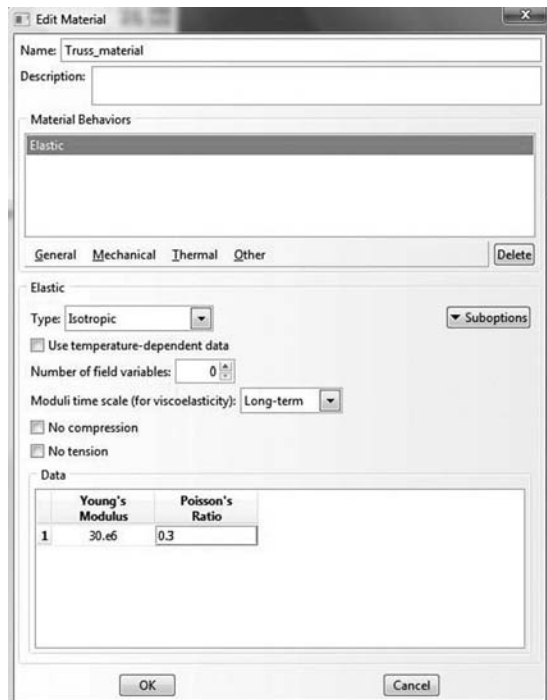 Edit Material
Name: Truss_material
Description:
Material Behaviors
Elastic
General Mechanical Thermal Other Delete
Elastic
Type: Isotropic Suboptions
Use temperature-dependent data
Number of field variables: 0
Moduli time scale (for viscoelasticity): Long-term
No compression
No tension
Data
Young's Poisson's
Modulus Ratio
1 30.e6 0.3
OK Cancel